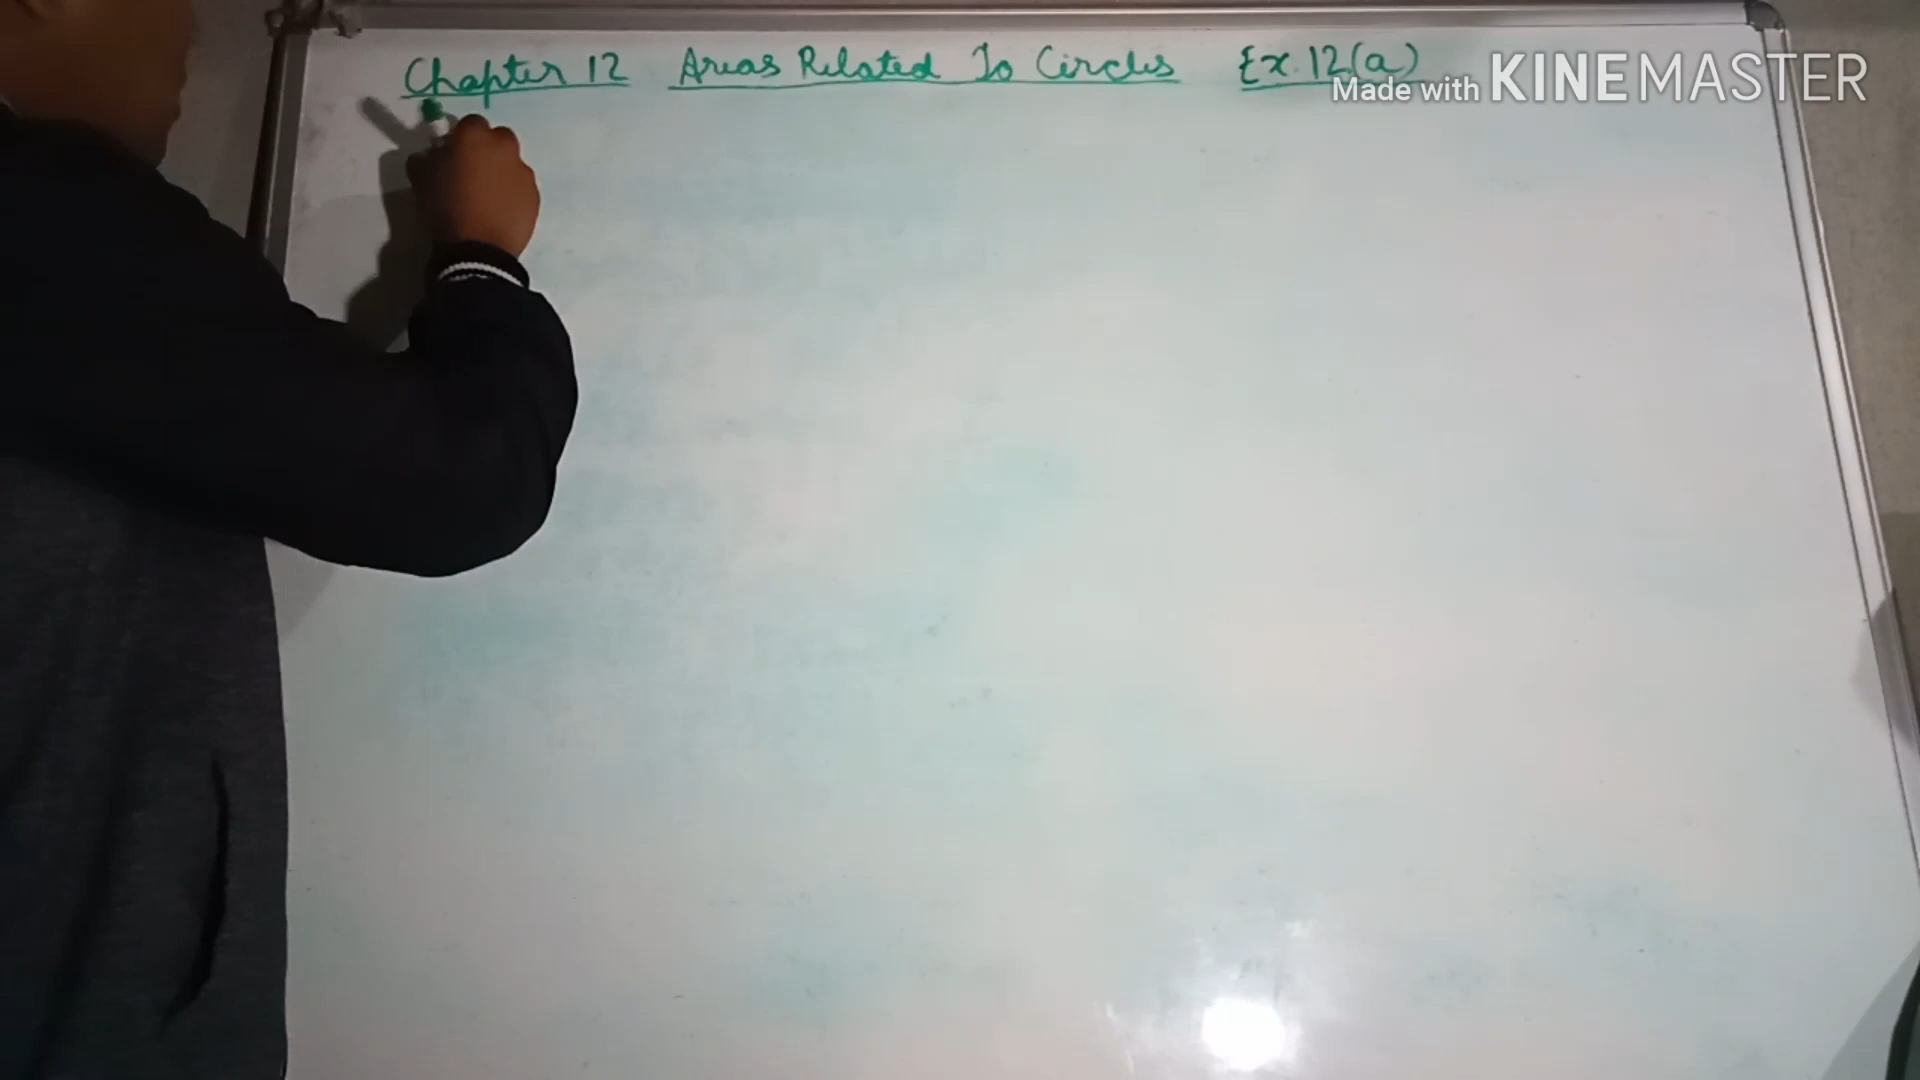 Chapter 12 Areas Related To Circles Ex. 12(a)
Made with KINEMASTER